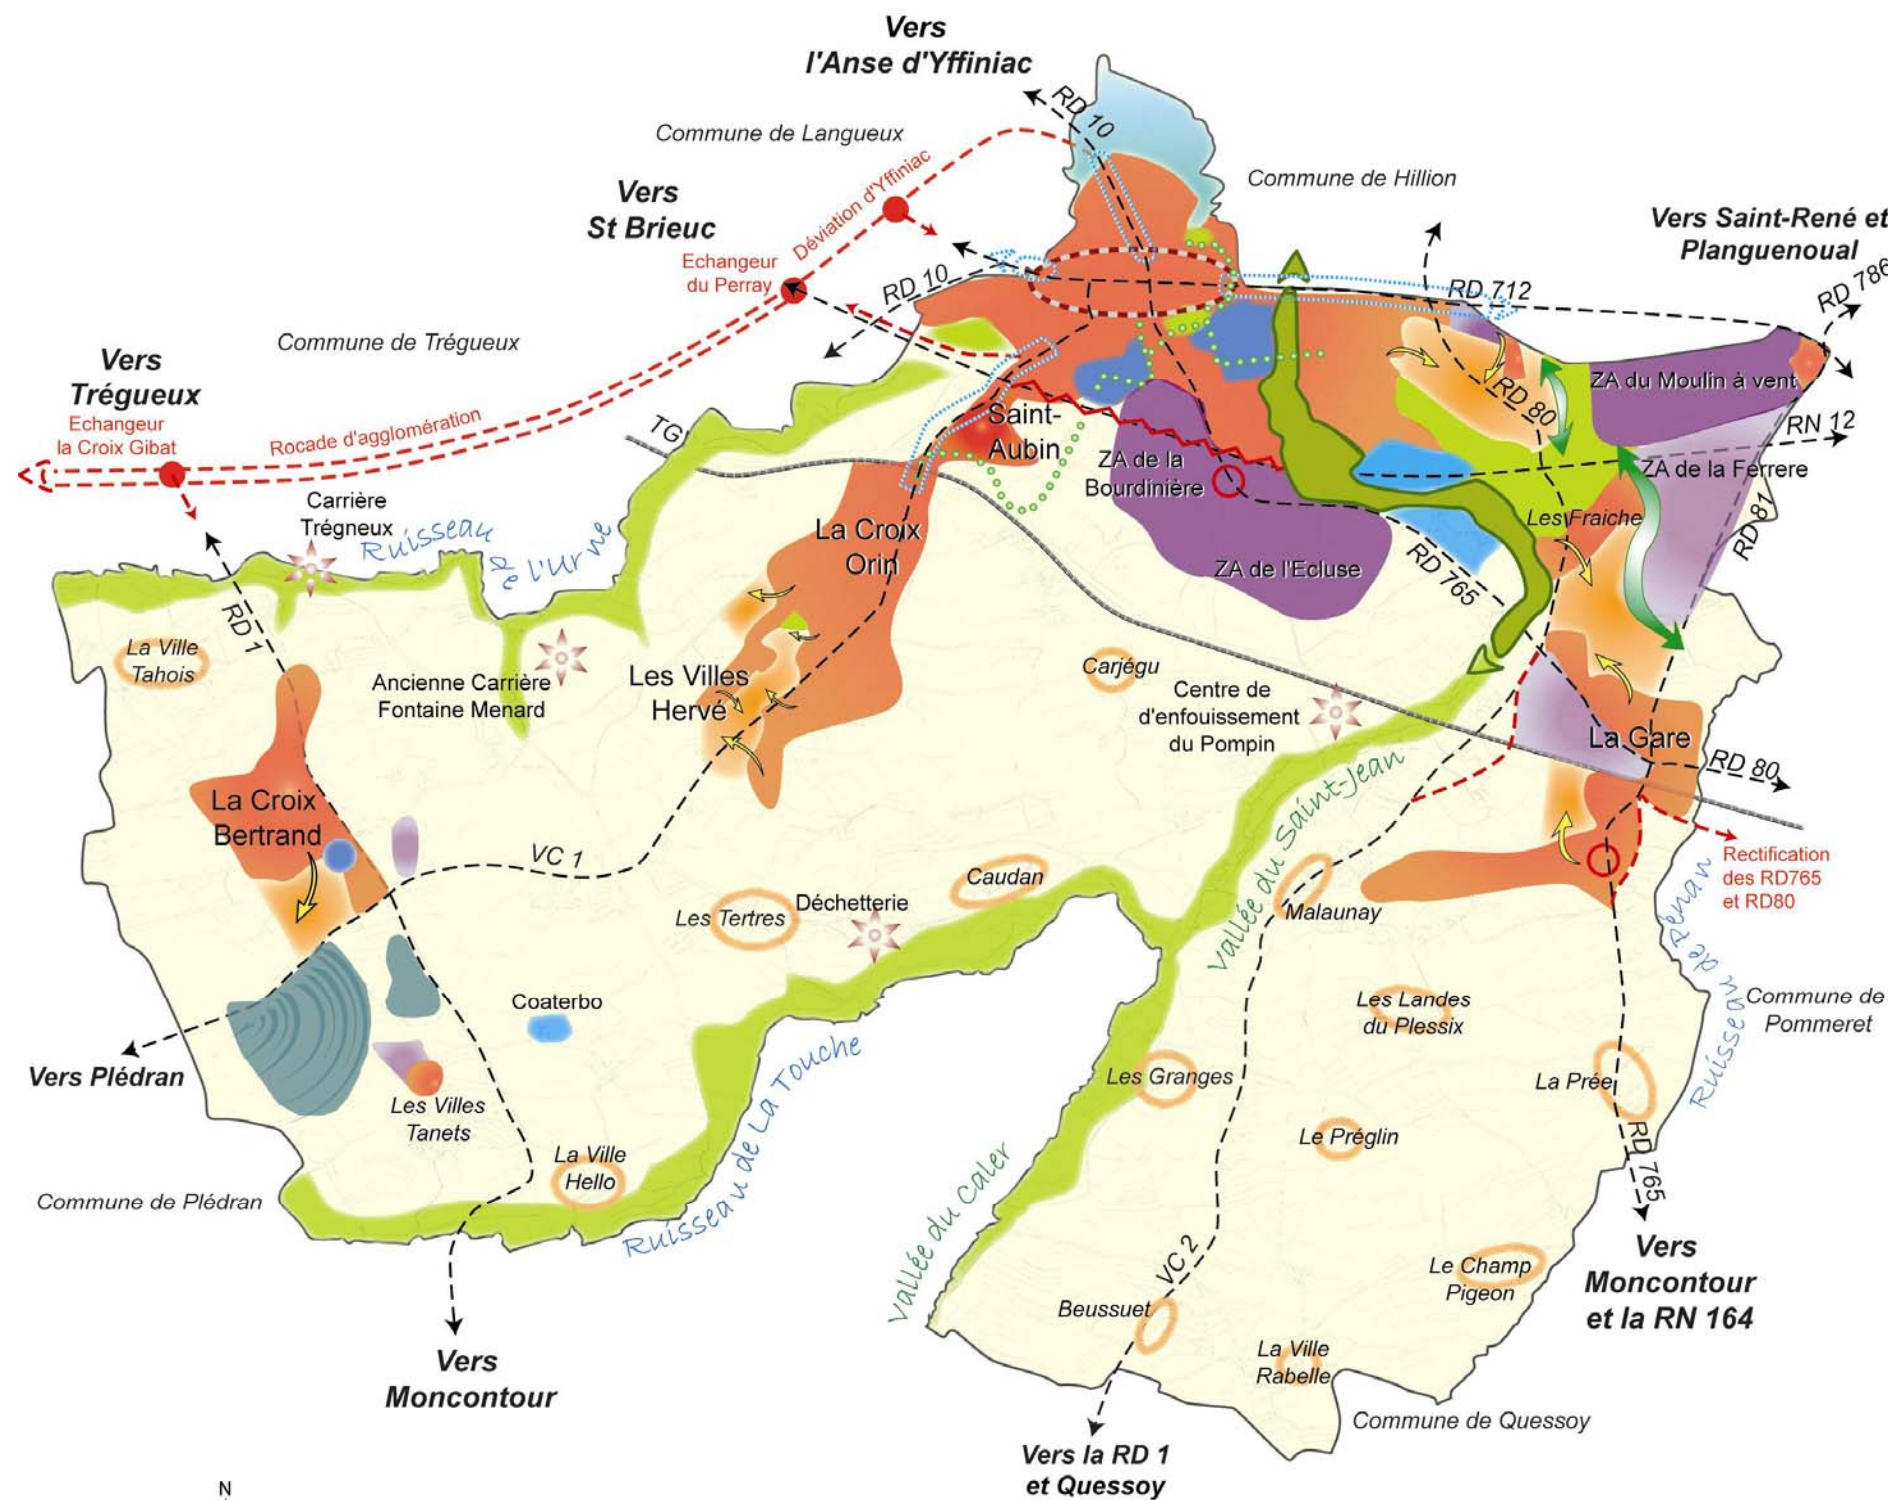 Vers
l'Anse d'Yffiniac
RD 10
Commune de Langueux
Commune de Hillion
Vers
St Brieuc
Déviation d'Yffiniac
Echangeur
du Perray
RD 10
RD 712
Vers Saint-René et
Planguenoual
RD 786
Commune de Trégueux
Vers
Trégueux
Echangeur
la Croix Gibat
Rocade d'agglomération
TGV
ZA du Moulin à vent
RD 80
RN 12
Saint-
Aubin
ZA de la
Bourdinière
ZA de la Ferrere
Carrière
Trégneux
Ruisseau
de l'Urne
La Croix
Orin
Les Fraiche
RD 81
ZA de l'Ecluse
RD 765
RD 1
La Ville
Tahois
Ancienne Carrière
Fontaine Menard
Les Villes
Hervé
Carjégu
Centre de
d'enfouissement
du Pompin
La Gare
RD 80
La Croix
Bertrand
VC 1
Vallée du Saint-Jean
Rectification
des RD765
et RD80
Caudan
Les Tertres
Déchetterie
Malaunay
Ruisseau de Pénan
Coaterbo
Les Landes
du Plessix
Commune de
Pommeret
Vers Plédran
Les Villes
Tanets
Ruisseau de La Touche
Les Granges
La Prée
Le Préglin
RD 765
La Ville
Hello
Commune de Plédran
Vallée du Caler
VC 2
Le Champ
Pigeon
Vers
Moncontour
et la RN 164
Beussuet
La Ville
Rabelle
Vers
Moncontour
Commune de Quessoy
Vers la RD 1
et Quessoy
N